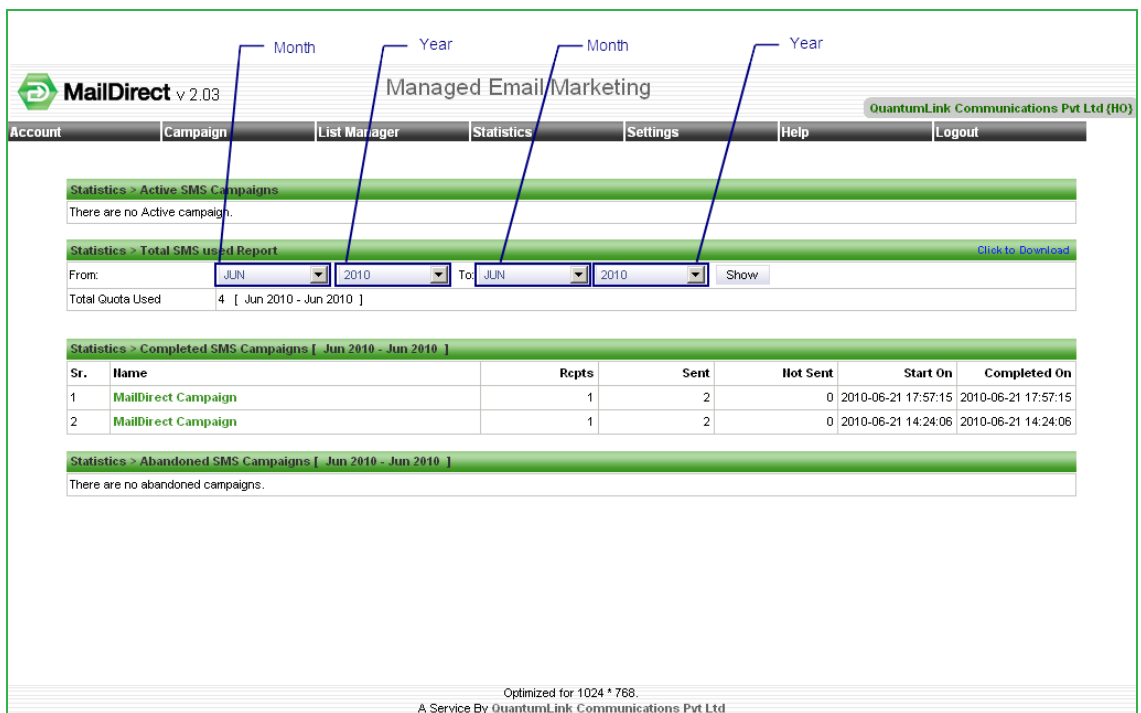 Month Year Month Year
MailDirect v 2.03
Managed Email Marketing
QuantumLink Communications Pvt Ltd (HO)
Account Campaign List Manager Statistics Settings Help Logout
Statistics > Active SMS Campaigns
There are no Active campaign.
Statistics > Total SMS used Report Click to Download
From: JUN 2010 To: JUN 2010 Show
Total Quota Used 4 [ Jun 2010 - Jun 2010 ]
Statistics > Completed SMS Campaigns [ Jun 2010 - Jun 2010 ]
Sr. Name Rcpts Sent Not Sent Start On Completed On
1 MailDirect Campaign 1 2 0 2010-06-21 17:57:15 2010-06-21 17:57:15
2 MailDirect Campaign 1 2 0 2010-06-21 14:24:06 2010-06-21 14:24:06
Statistics > Abandoned SMS Campaigns [ Jun 2010 - Jun 2010 ]
There are no abandoned campaigns.
Optimized for 1024 * 768.
A Service By QuantumLink Communications Pvt Ltd